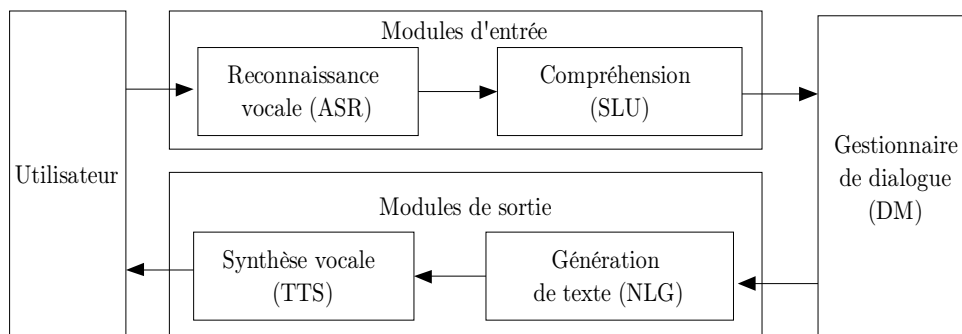 Modules d'entrée
Reconnaissance
vocale (ASR)
Compréhension
(SLU)
Utilisateur
Gestionnaire
de dialogue
(DM)
Modules de sortie
Synthèse vocale
(TTS)
Génération
de texte (NLG)